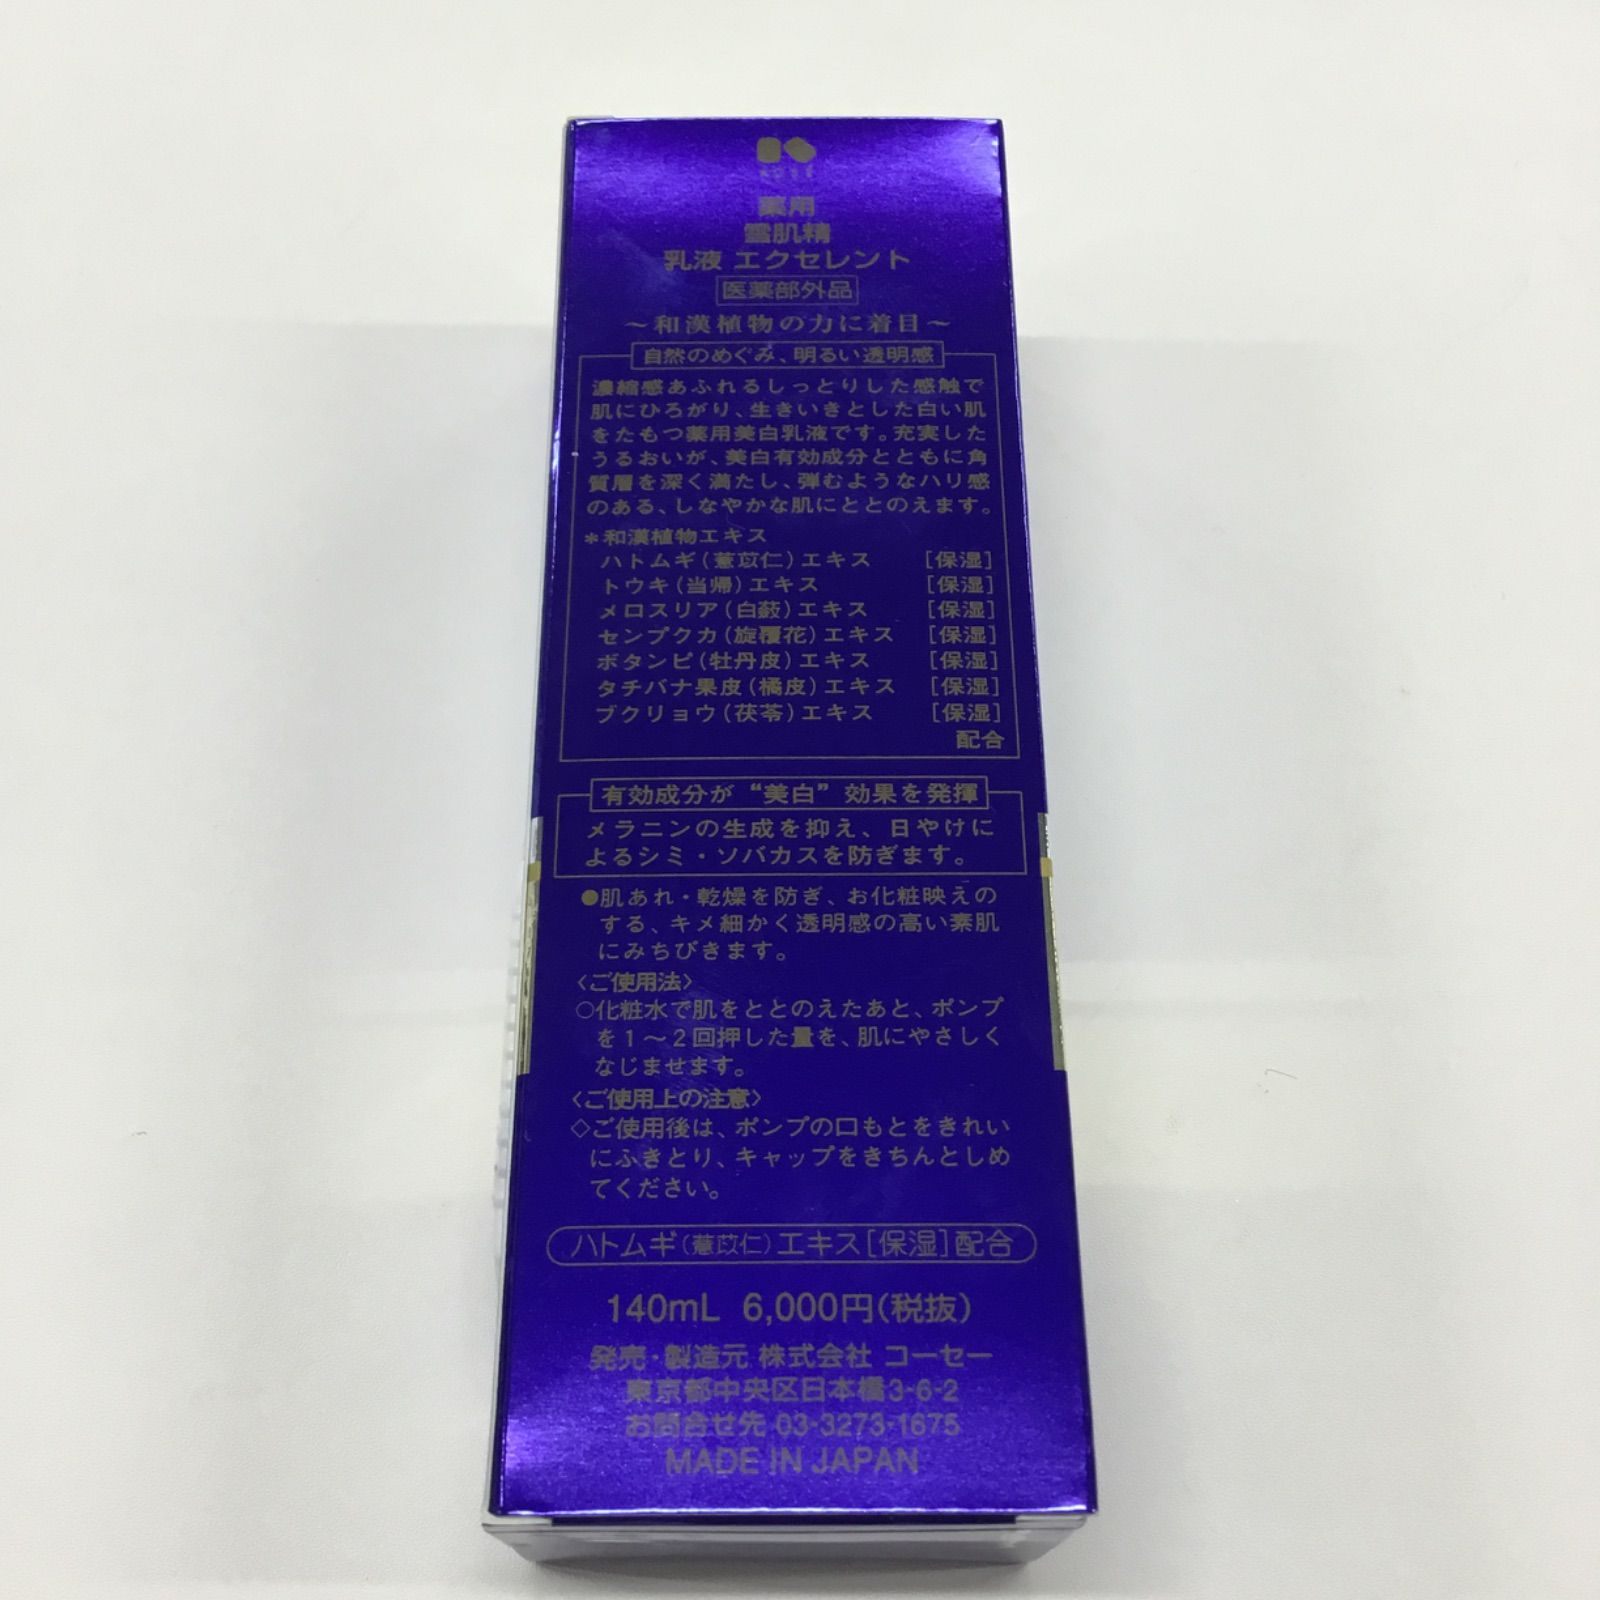 KOSÉ
薬用
雪肌精
乳液 エクセレント
医薬部外品
～和漢植物の力に着目～
自然のめぐみ、明るい透明感
濃縮感あふれるしっとりした感触で
肌にひろがり、生きいきとした白い肌
をたもつ薬用美白乳液です。充実した
うるおいが、美白有効成分とともに角
質層を深く満たし、弾むようなハリ感
のある、しなやかな肌にととのえます。
＊和漢植物エキス
ハトムギ(薏苡仁)エキス [保湿]
トウキ(当帰)エキス [保湿]
メロスリア(白蘞)エキス [保湿]
センプクカ(旋覆花)エキス [保湿]
ボタンピ(牡丹皮)エキス [保湿]
タチバナ果皮(橘皮)エキス [保湿]
ブクリョウ(茯苓)エキス [保湿]
配合
有効成分が“美白”効果を発揮
メラニンの生成を抑え、日やけに
よるシミ・ソバカスを防ぎます。
●肌あれ・乾燥を防ぎ、お化粧映えの
する、キメ細かく透明感の高い素肌
にみちびきます。
〈ご使用法〉
○化粧水で肌をととのえたあと、ポンプ
を1～2回押した量を、肌にやさしく
なじませます。
〈ご使用上の注意〉
◇ご使用後は、ポンプの口もとをきれい
にふきとり、キャップをきちんとしめ
てください。
ハトムギ(薏苡仁)エキス[保湿]配合
140mL 6,000円(税抜)
発売・製造元 株式会社 コーセー
東京都中央区日本橋3-6-2
お問合せ先 03-3273-1675
MADE IN JAPAN